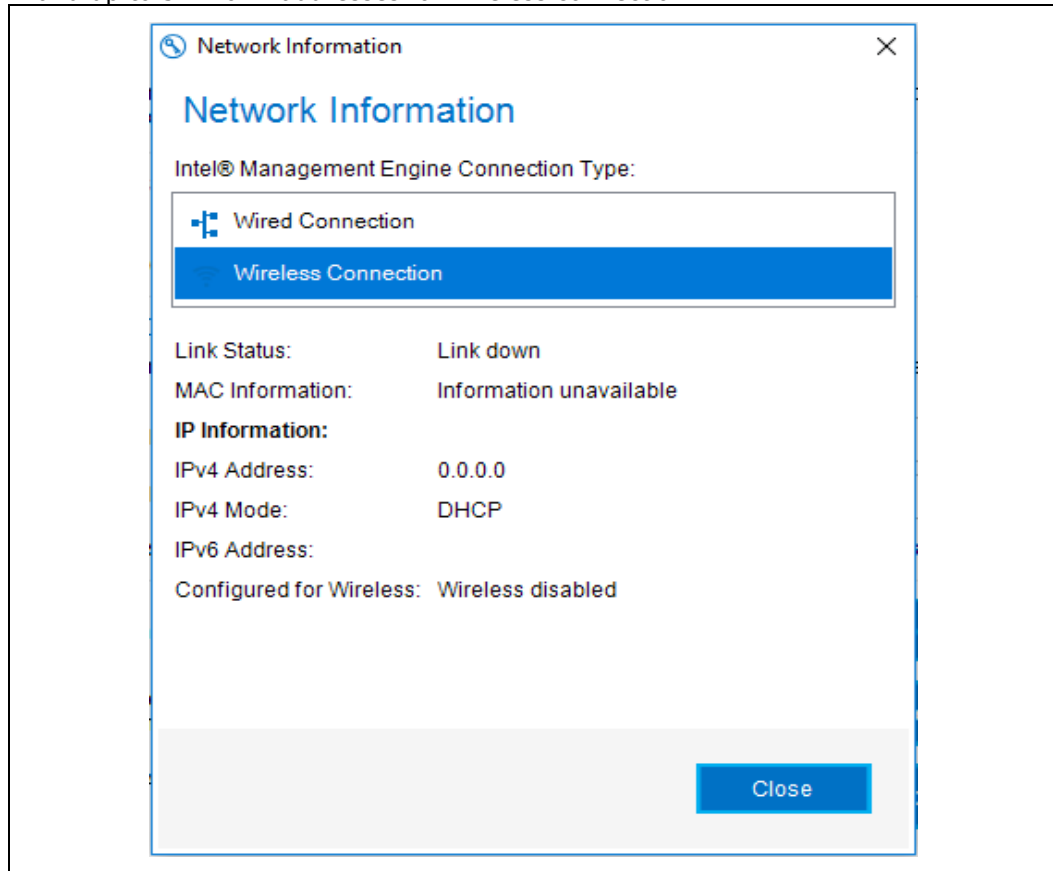 Network Information
Network Information
Intel® Management Engine Connection Type:
Wired Connection
Wireless Connection
Link Status: Link down
MAC Information: Information unavailable
IP Information:
IPv4 Address: 0.0.0.0
IPv4 Mode: DHCP
IPv6 Address:
Configured for Wireless: Wireless disabled
Close